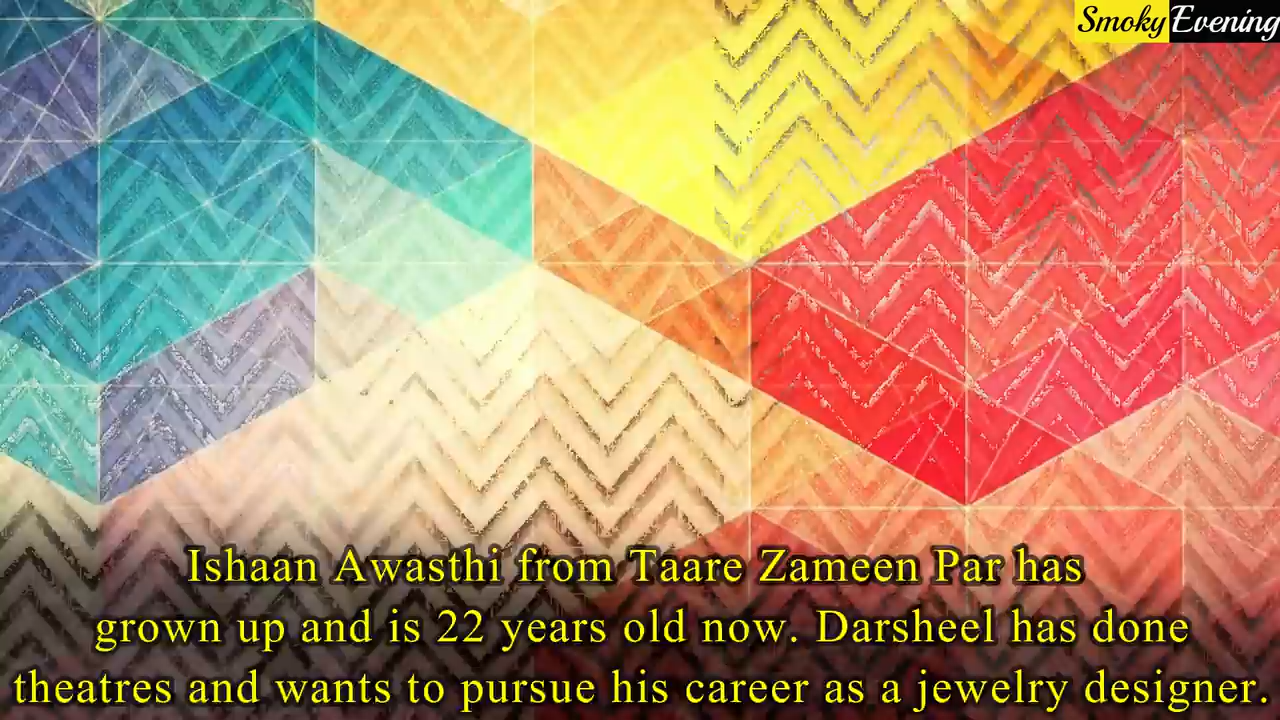 Smoky Evening
Ishaan Awasthi from Taare Zameen Par has
grown up and is 22 years old now. Darsheel has done
theatres and wants to pursue his career as a jewelry designer.